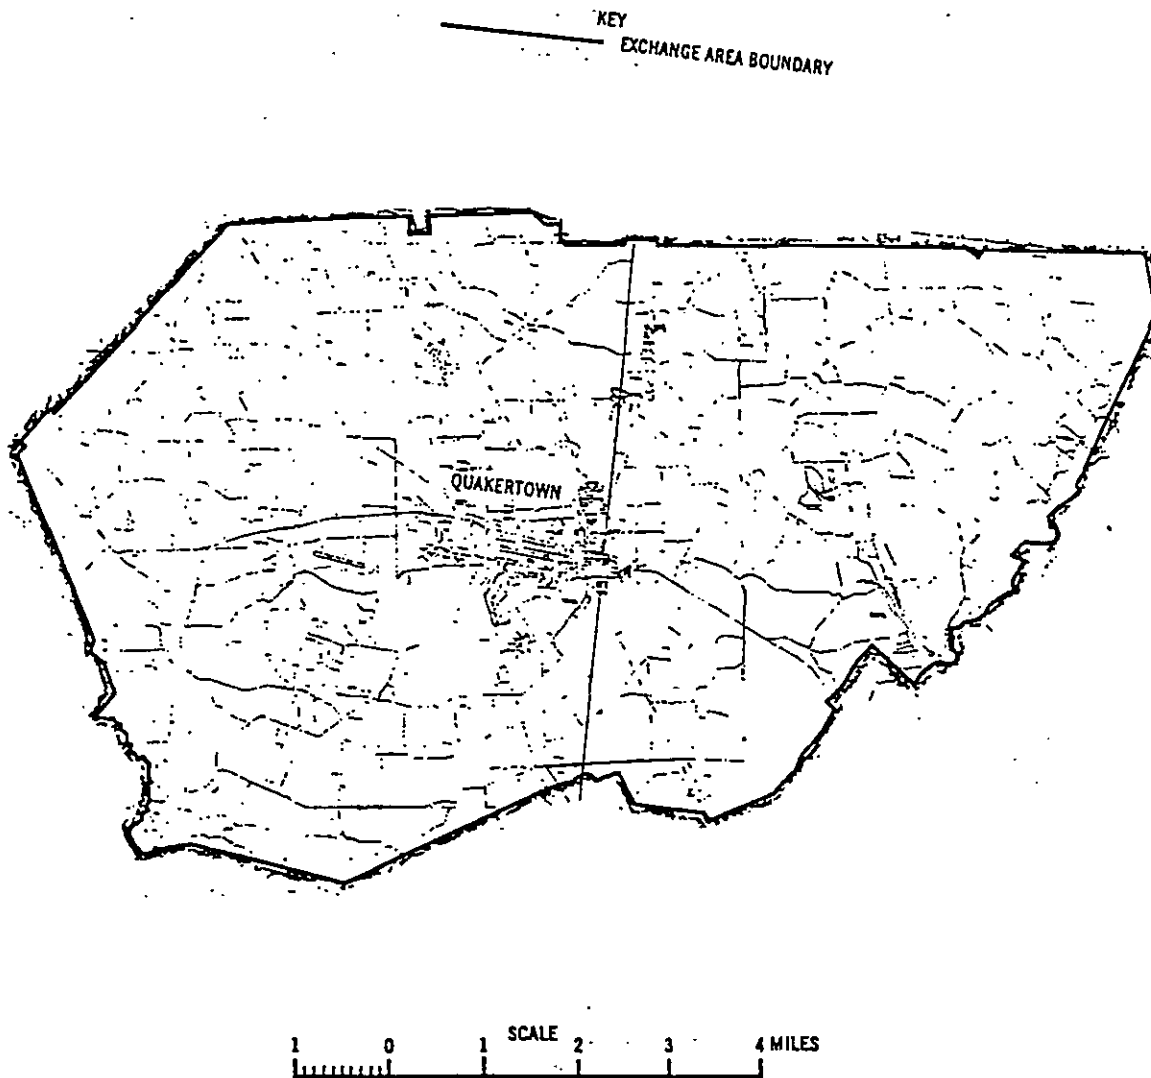 KEY
EXCHANGE AREA BOUNDARY
QUAKERTOWN
SCALE
1 0 1 2 3 4 MILES